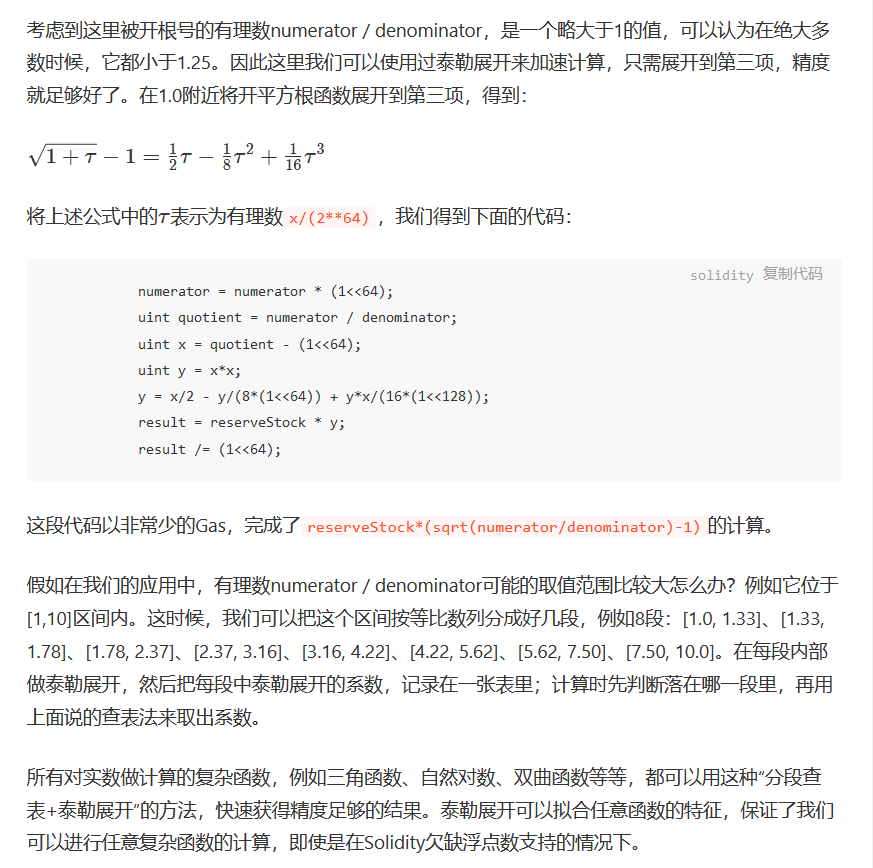 考虑到这里被开根号的有理数numerator / denominator，是一个略大于1的值，可以认为在绝大多
数时候，它都小于1.25。因此这里我们可以使用过泰勒展开来加速计算，只需展开到第三项，精度
就足够好了。在1.0附近将开平方根函数展开到第三项，得到：
√1 + τ − 1 = 1/2 τ − 1/8 τ² + 1/16 τ³
将上述公式中的τ表示为有理数 x/(2**64) ，我们得到下面的代码：
solidity 复制代码
numerator = numerator * (1<<64);
uint quotient = numerator / denominator;
uint x = quotient - (1<<64);
uint y = x*x;
y = x/2 - y/(8*(1<<64)) + y*x/(16*(1<<128));
result = reserveStock * y;
result /= (1<<64);
这段代码以非常少的Gas，完成了 reserveStock*(sqrt(numerator/denominator)-1) 的计算。
假如在我们的应用中，有理数numerator / denominator可能的取值范围比较大怎么办？例如它位于
[1,10]区间内。这时候，我们可以把这个区间按等比数列分成好几段，例如8段：[1.0, 1.33]、[1.33,
1.78]、[1.78, 2.37]、[2.37, 3.16]、[3.16, 4.22]、[4.22, 5.62]、[5.62, 7.50]、[7.50, 10.0]。在每段内部
做泰勒展开，然后把每段中泰勒展开的系数，记录在一张表里；计算时先判断落在哪一段里，再用
上面说的查表法来取出系数。
所有对实数做计算的复杂函数，例如三角函数、自然对数、双曲函数等等，都可以用这种“分段查
表+泰勒展开”的方法，快速获得精度足够的结果。泰勒展开可以拟合任意函数的特征，保证了我们
可以进行任意复杂函数的计算，即使是在Solidity欠缺浮点数支持的情况下。